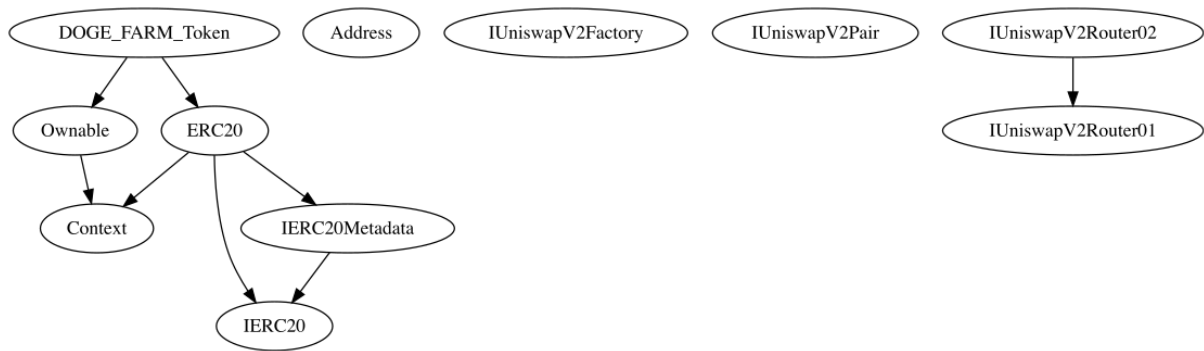 DOGE_FARM_Token
Address
IUniswapV2Factory
IUniswapV2Pair
IUniswapV2Router02
Ownable
ERC20
IUniswapV2Router01
Context
IERC20Metadata
IERC20